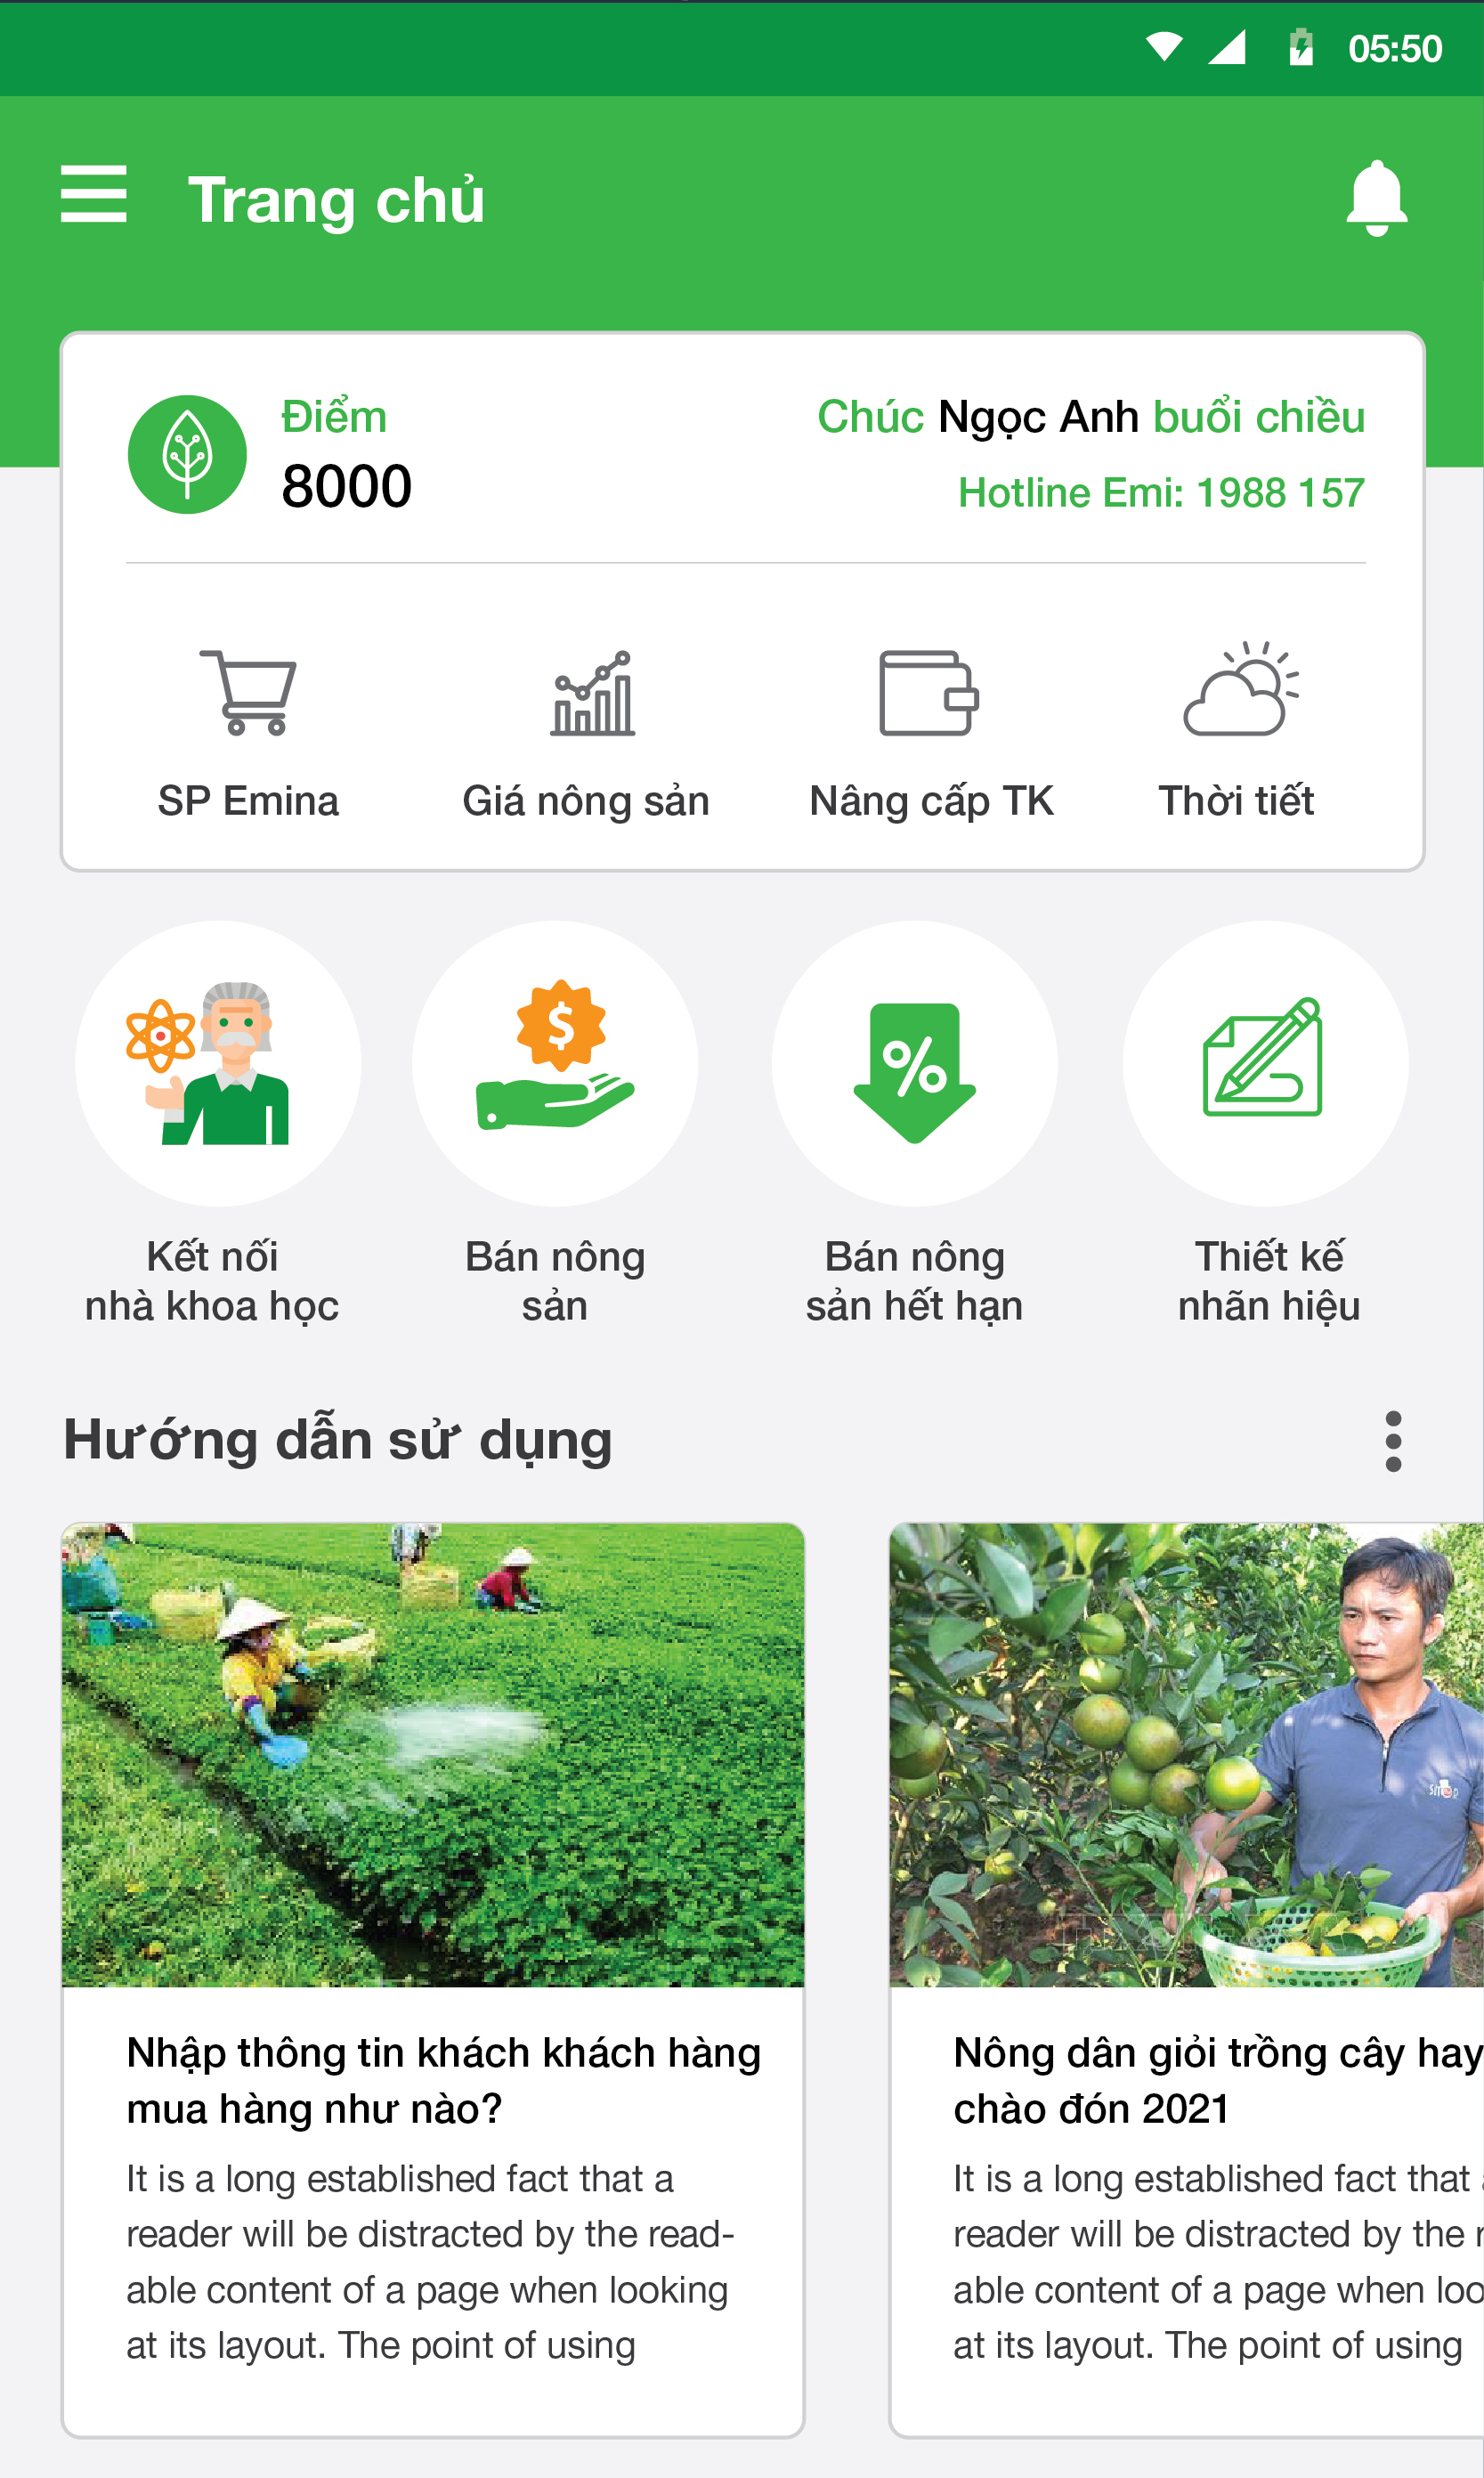 05:50
Trang chủ
Điểm
8000
Chúc Ngọc Anh buổi chiều
Hotline Emi: 1988 157
SP Emina
Giá nông sản
Nâng cấp TK
Thời tiết
Kết nối
nhà khoa học
Bán nông
sản
Bán nông
sản hết hạn
Thiết kế
nhãn hiệu
Hướng dẫn sử dụng
Nhập thông tin khách khách hàng
mua hàng như nào?
It is a long established fact that a
reader will be distracted by the read-
able content of a page when looking
at its layout. The point of using
Nông dân giỏi trồng cây hay
chào đón 2021
It is a long established fact that
reader will be distracted by the
able content of a page when
at its layout. The point of using